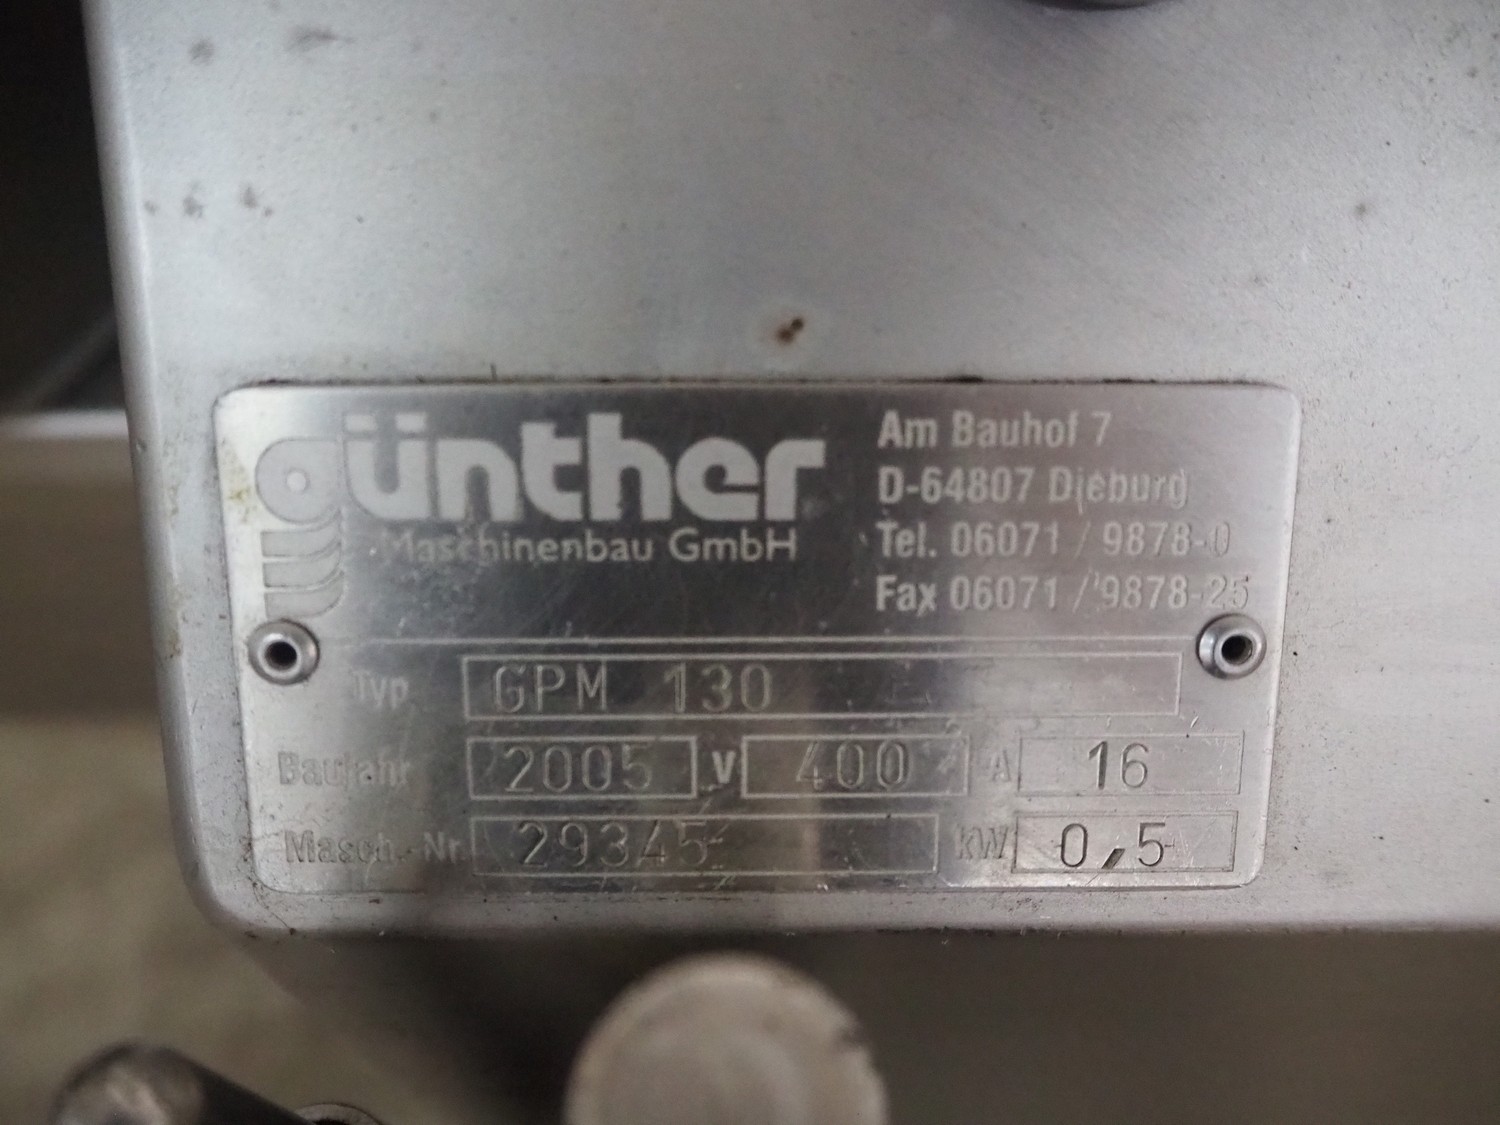 günther
Maschinenbau GmbH
Am Bauhof 7
D-64807 Dieburg
Tel. 06071 / 9878-0
Fax 06071 / 9878-25
Typ GPM 130
Baujahr 2005 V 400 A 16
Masch.-Nr. 29345 kW 0,5